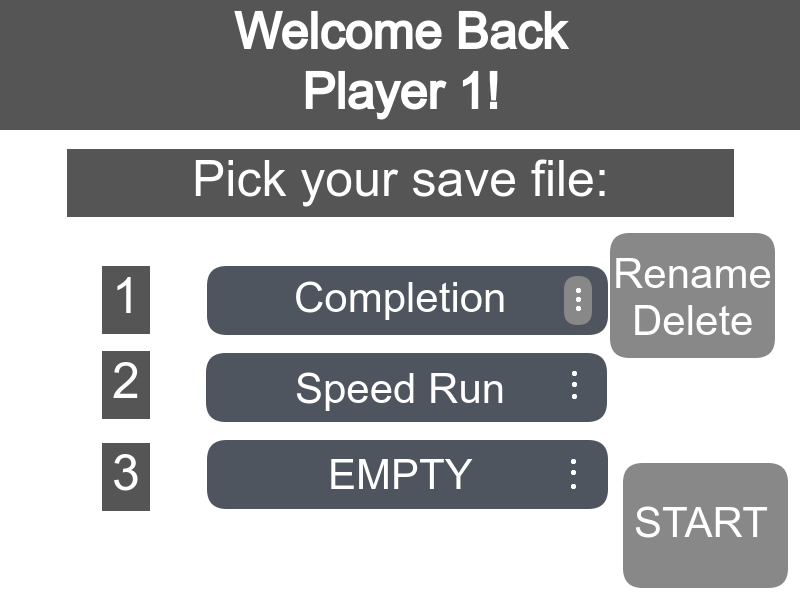 Welcome Back
Player 1!
Pick your save file:
1
Completion
Rename
Delete
2
Speed Run
3
EMPTY
START